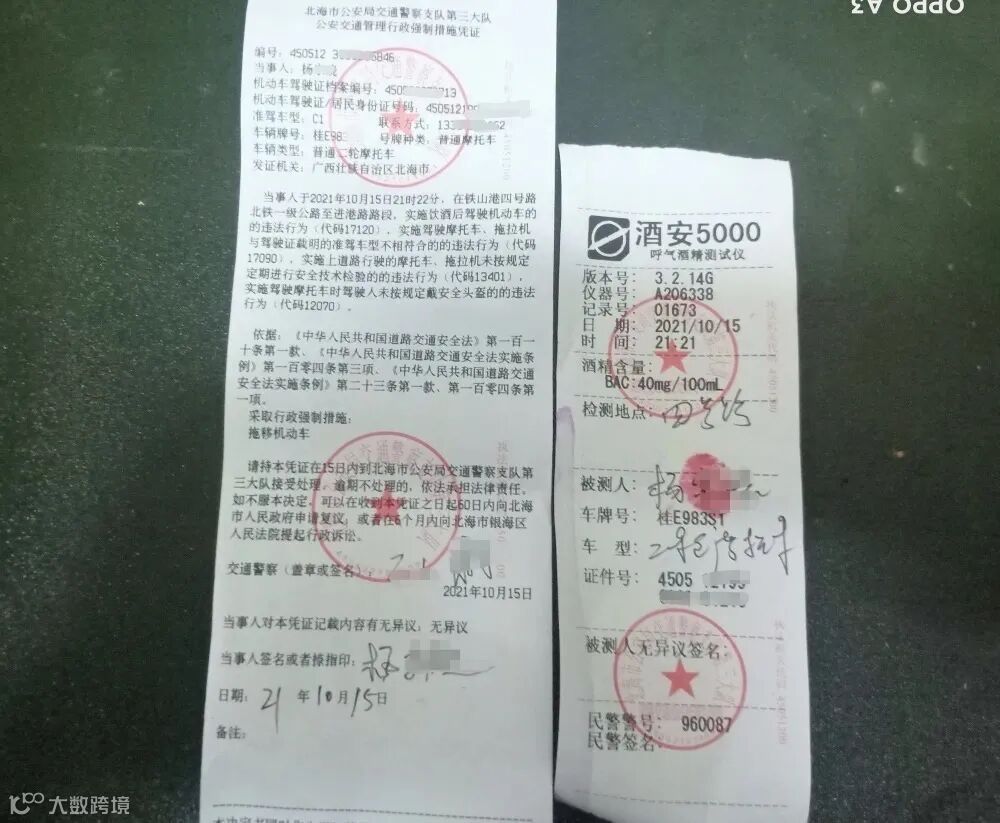 OPPO A3
北海市公安局交通警察支队第三大队
公安交通管理行政强制措施凭证
编号: 450512 3 6846
当事人: 杨
机动车驾驶证档案编号: 450 713
机动车驾驶证/居民身份证号码: 4505121
准驾车型: C1 联系方式: 133 52
车辆牌号: 桂E983 号牌种类: 普通摩托车
车辆类型: 普通二轮摩托车
发证机关: 广西壮族自治区北海市
当事人于2021年10月15日21时22分, 在铁山港四号路
北铁一级公路至进港路路段, 实施饮酒后驾驶机动车的
的违法行为 (代码17120), 实施驾驶摩托车、拖拉机
与驾驶证载明的准驾车型不相符合的的违法行为 (代码
17090), 实施上道路行驶的摩托车、拖拉机未按规定
定期进行安全技术检验的的违法行为 (代码13401),
实施驾驶摩托车时驾驶人未按规定戴安全头盔的的违法
行为 (代码12070)。
依据: 《中华人民共和国道路交通安全法》第一百一
十条第一款、《中华人民共和国道路交通安全法实施条
例》第一百零四条第三项、《中华人民共和国道路交通
安全法实施条例》第二十三条第一款、第一百零四条第
一项。
采取行政强制措施:
拖移机动车
请持本凭证在15日内到北海市公安局交通警察支队第
三大队接受处理。逾期不处理的, 依法承担法律责任。
如不服本决定, 可以在收到本凭证之日起60日内向北海
市人民政府申请复议; 或者在6个月内向北海市银海区
人民法院提起行政诉讼。
交通警察 (盖章或签名)
2021年10月15日
当事人对本凭证记载内容有无异议: 无异议
当事人签名或者捺指印: 杨
日期: 21 年10月15日
备注:
酒安5000
呼气酒精测试仪
版本号: 3.2.14G
仪器号: A206338
记录号: 01673
日 期: 2021/10/15
时 间: 21:21
酒精含量:
BAC: 40mg/100mL
检测地点:
被测人: 杨
车牌号: 桂E983S1
车 型: 二轮摩托车
证件号: 4505
被测人无异议签名:
民警警号: 960087
民警签名:
大数跨境